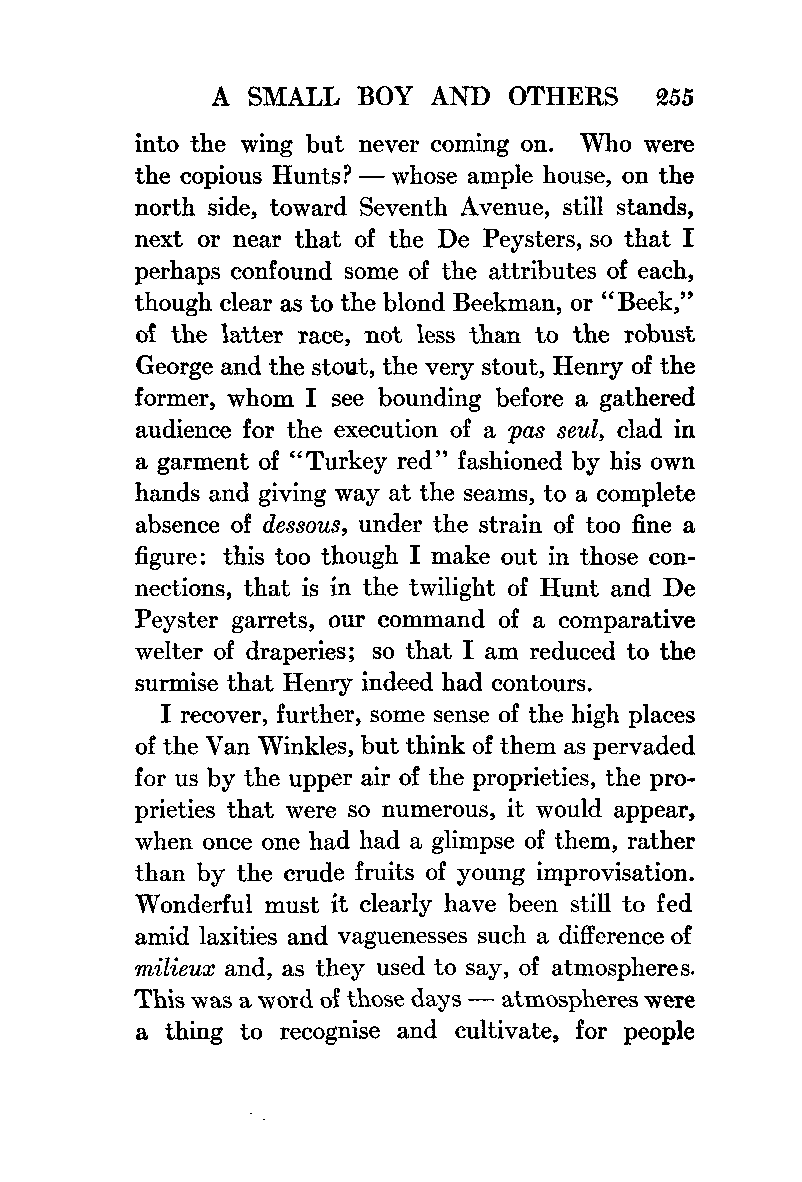 A SMALL BOY AND OTHERS 255
into the wing but never coming on. Who were
the copious Hunts? — whose ample house, on the
north side, toward Seventh Avenue, still stands,
next or near that of the De Peysters, so that I
perhaps confound some of the attributes of each,
though clear as to the blond Beekman, or “Beek,”
of the latter race, not less than to the robust
George and the stout, the very stout, Henry of the
former, whom I see bounding before a gathered
audience for the execution of a pas seul, clad in
a garment of “Turkey red” fashioned by his own
hands and giving way at the seams, to a complete
absence of dessous, under the strain of too fine a
figure: this too though I make out in those con-
nections, that is in the twilight of Hunt and De
Peyster garrets, our command of a comparative
welter of draperies; so that I am reduced to the
surmise that Henry indeed had contours.
I recover, further, some sense of the high places
of the Van Winkles, but think of them as pervaded
for us by the upper air of the proprieties, the pro-
prieties that were so numerous, it would appear,
when once one had had a glimpse of them, rather
than by the crude fruits of young improvisation.
Wonderful must it clearly have been still to fed
amid laxities and vaguenesses such a difference of
milieux and, as they used to say, of atmospheres.
This was a word of those days — atmospheres were
a thing to recognise and cultivate, for people